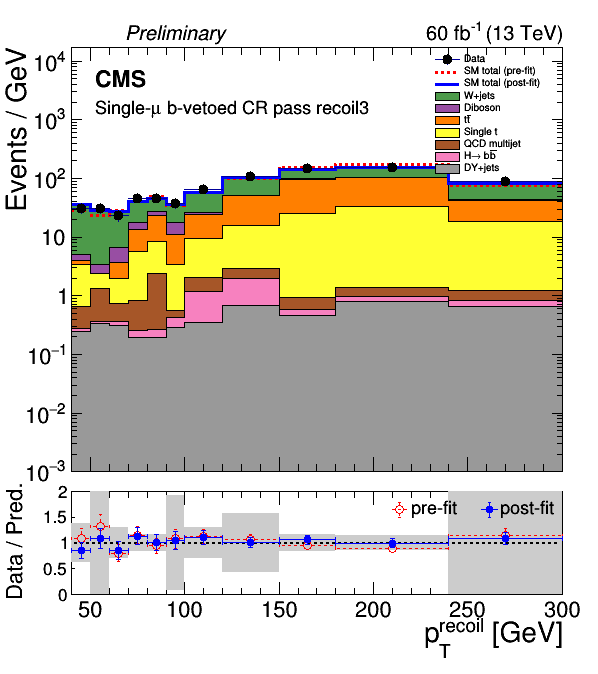 Preliminary 60 fb⁻¹ (13 TeV)
CMS
Single-μ b-vetoed CR pass recoil3
Data
SM total (pre-fit)
SM total (post-fit)
W+jets
Diboson
tt̄
Single t
QCD multijet
H→ bb̄
DY+jets
Events / GeV
10⁴
10³
10²
10
1
10⁻¹
10⁻²
10⁻³
pre-fit post-fit
Data / Pred.
2
1.5
1
0.5
0
50 100 150 200 250 300
p_T^recoil [GeV]